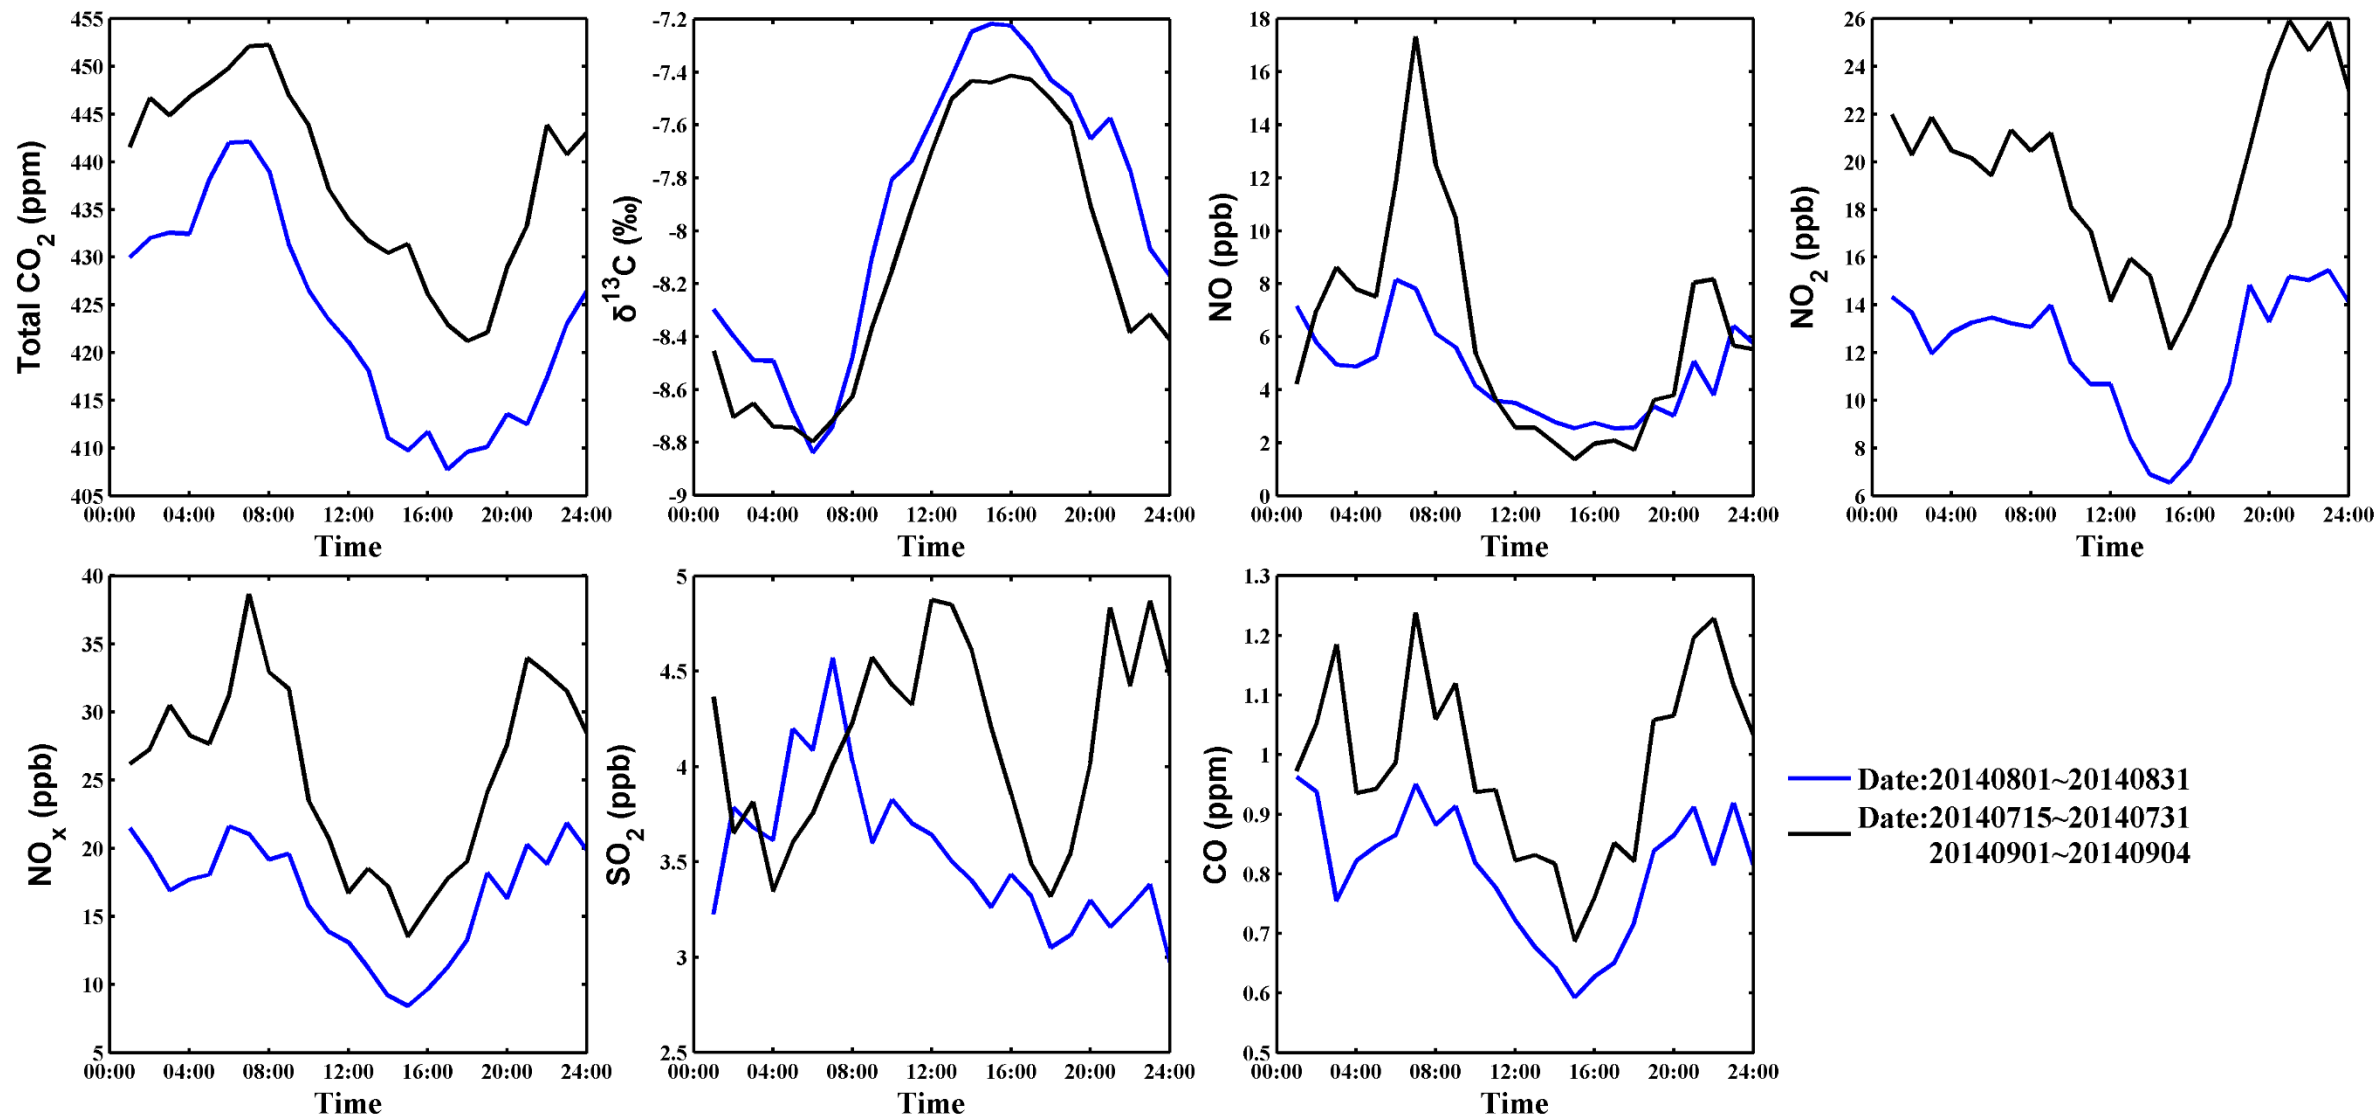 Total CO2 (ppm)
455
450
445
440
435
430
425
420
415
410
405
00:00 04:00 08:00 12:00 16:00 20:00 24:00
Time
δ13C (‰)
-7.2
-7.4
-7.6
-7.8
-8
-8.2
-8.4
-8.6
-8.8
-9
00:00 04:00 08:00 12:00 16:00 20:00 24:00
Time
NO (ppb)
18
16
14
12
10
8
6
4
2
0
00:00 04:00 08:00 12:00 16:00 20:00 24:00
Time
NO2 (ppb)
26
24
22
20
18
16
14
12
10
8
6
00:00 04:00 08:00 12:00 16:00 20:00 24:00
Time
NOx (ppb)
40
35
30
25
20
15
10
5
00:00 04:00 08:00 12:00 16:00 20:00 24:00
Time
SO2 (ppb)
5
4.5
4
3.5
3
2.5
00:00 04:00 08:00 12:00 16:00 20:00 24:00
Time
CO (ppm)
1.3
1.2
1.1
1
0.9
0.8
0.7
0.6
0.5
00:00 04:00 08:00 12:00 16:00 20:00 24:00
Time
Date:20140801~20140831
Date:20140715~20140731
20140901~20140904